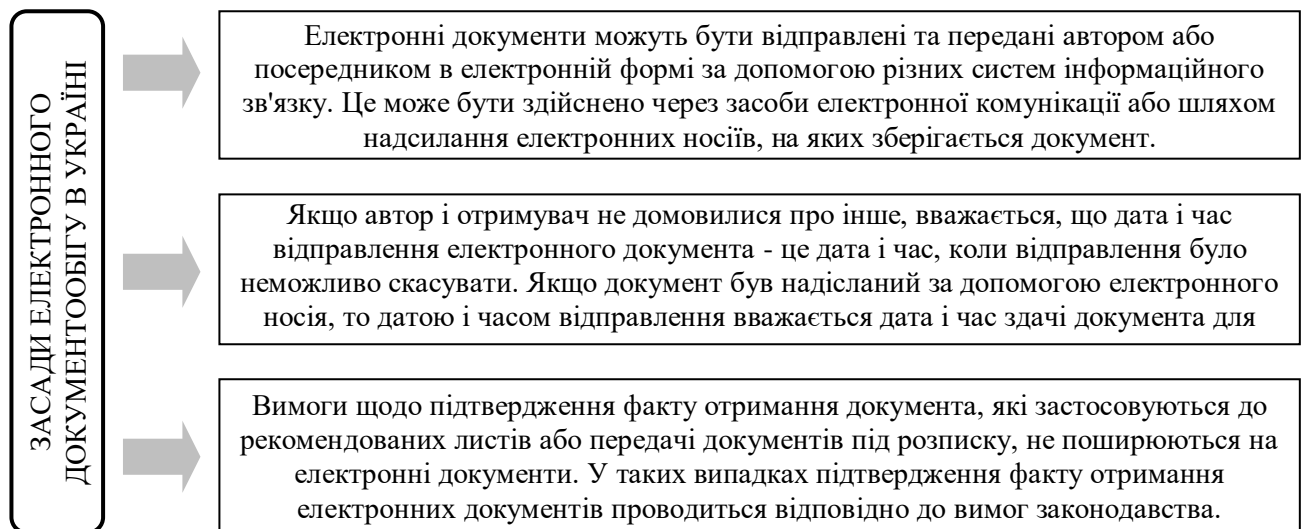 ЗАСАДИ ЕЛЕКТРОННОГО
ДОКУМЕНТООБІГУ В УКРАЇНІ
Електронні документи можуть бути відправлені та передані автором або
посередником в електронній формі за допомогою різних систем інформаційного
зв'язку. Це може бути здійснено через засоби електронної комунікації або шляхом
надсилання електронних носіїв, на яких зберігається документ.
Якщо автор і отримувач не домовилися про інше, вважається, що дата і час
відправлення електронного документа - це дата і час, коли відправлення було
неможливо скасувати. Якщо документ був надісланий за допомогою електронного
носія, то датою і часом відправлення вважається дата і час здачі документа для
Вимоги щодо підтвердження факту отримання документа, які застосовуються до
рекомендованих листів або передачі документів під розписку, не поширюються на
електронні документи. У таких випадках підтвердження факту отримання
електронних документів проводиться відповідно до вимог законодавства.